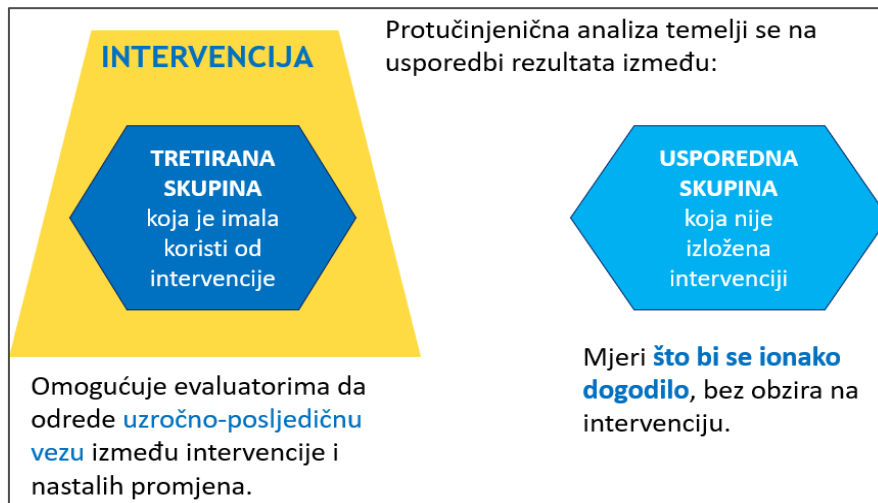 INTERVENCIJA
Protučinjenična analiza temelji se na
usporedbi rezultata između:
TRETIRANA
SKUPINA
koja je imala
koristi od
intervencije
USPOREDNA
SKUPINA
koja nije
izložena
intervenciji
Omogućuje evaluatorima da
odrede uzročno-posljedičnu
vezu između intervencije i
nastalih promjena.
Mjeri što bi se ionako
dogodilo, bez obzira na
intervenciju.